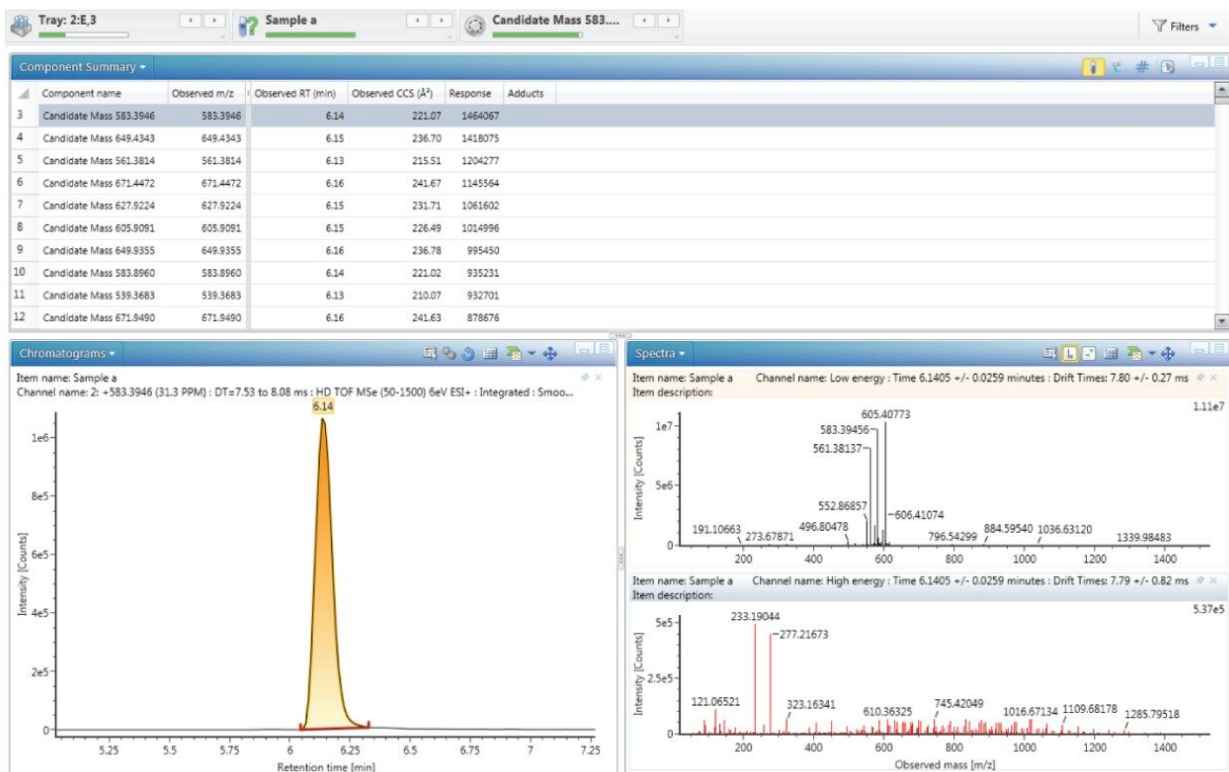 Tray: 2:E,3
Sample a
Candidate Mass 583....
Filters
Component Summary
Component name Observed m/z Observed RT (min) Observed CCS (Å²) Response Adducts
3 Candidate Mass 583.3946 583.3946 6.14 221.07 1464067
4 Candidate Mass 649.4343 649.4343 6.15 236.70 1418075
5 Candidate Mass 561.3814 561.3814 6.13 215.51 1204277
6 Candidate Mass 671.4472 671.4472 6.16 241.67 1145564
7 Candidate Mass 627.9224 627.9224 6.15 231.71 1061602
8 Candidate Mass 605.9091 605.9091 6.15 226.49 1014996
9 Candidate Mass 649.9355 649.9355 6.16 236.78 995450
10 Candidate Mass 583.8960 583.8960 6.14 221.02 935231
11 Candidate Mass 539.3683 539.3683 6.13 210.07 932701
12 Candidate Mass 671.9490 671.9490 6.16 241.63 878676
Chromatograms
Item name: Sample a
Channel name: 2: +583.3946 (31.3 PPM) : DT=7.53 to 8.08 ms : HD TOF MSe (50-1500) 6eV ESI+ : Integrated : Smoo...
6.14
1e6
8e5
6e5
4e5
2e5
0
Intensity [Counts]
5.25 5.5 5.75 6 6.25 6.5 6.75 7 7.25
Retention time [min]
Spectra
Item name: Sample a Channel name: Low energy : Time 6.1405 +/- 0.0259 minutes : Drift Times: 7.80 +/- 0.27 ms
Item description:
1.11e7
605.40773
1e7
583.39456
561.38137
5e6
552.86857
606.41074
191.10663
273.67871
496.80478
796.54299
884.59540
1036.63120
1339.98483
0
Intensity [Counts]
200 400 600 800 1000 1200 1400
Item name: Sample a Channel name: High energy : Time 6.1405 +/- 0.0259 minutes : Drift Times: 7.79 +/- 0.82 ms
Item description:
5.37e5
233.19044
5e5
277.21673
2.5e5
121.06521
323.16341
610.36325
745.42049
1016.67134
1109.68178
1285.79518
0
Intensity [Counts]
200 400 600 800 1000 1200 1400
Observed mass [m/z]